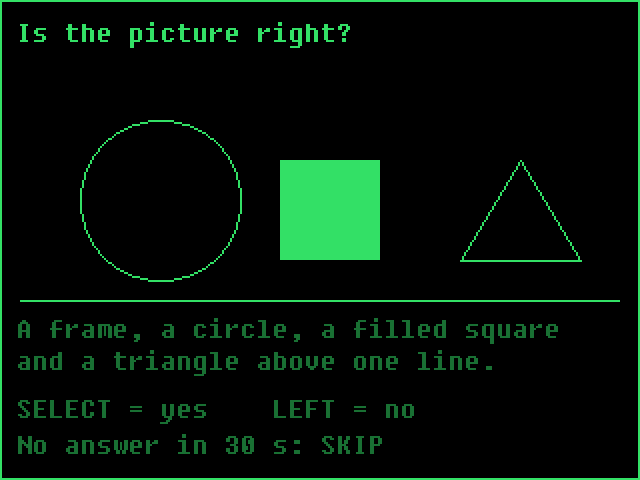 Is the picture right?
A frame, a circle, a filled square
and a triangle above one line.
SELECT = yes    LEFT = no
No answer in 30 s: SKIP